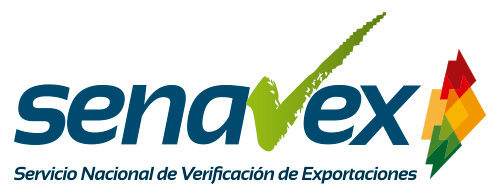 senavex
Servicio Nacional de Verificación de Exportaciones